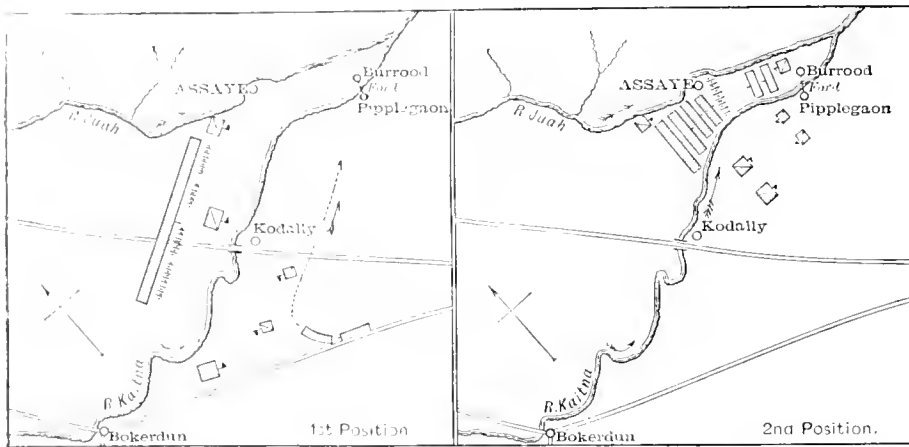 ASSAYE
Burrood
Ford
Pipplegaon
R. Juah
Kodally
R. Kaitna
Bokerdun
1st Position
ASSAYE
Burrood
Ford
Pipplegaon
R. Juah
Kodally
R. Kaitna
Bokerdun
2nd Position.